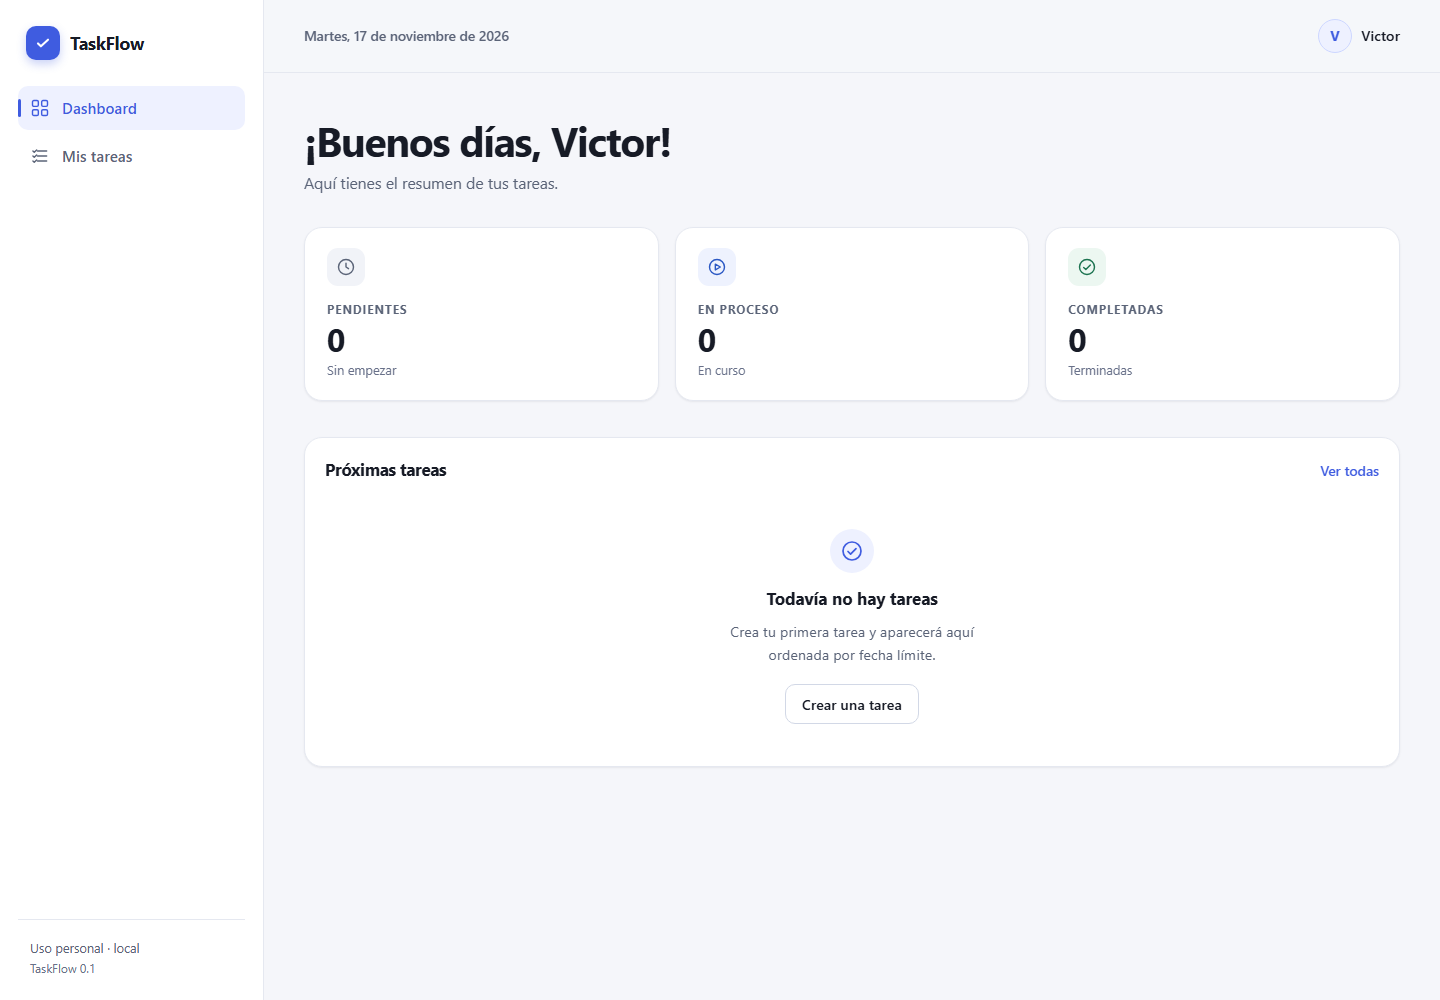 TaskFlow
Dashboard
Mis tareas
Uso personal · local
TaskFlow 0.1
Martes, 17 de noviembre de 2026
V
Victor
¡Buenos días, Victor!
Aquí tienes el resumen de tus tareas.
PENDIENTES
0
Sin empezar
EN PROCESO
0
En curso
COMPLETADAS
0
Terminadas
Próximas tareas
Ver todas
Todavía no hay tareas
Crea tu primera tarea y aparecerá aquí
ordenada por fecha límite.
Crear una tarea